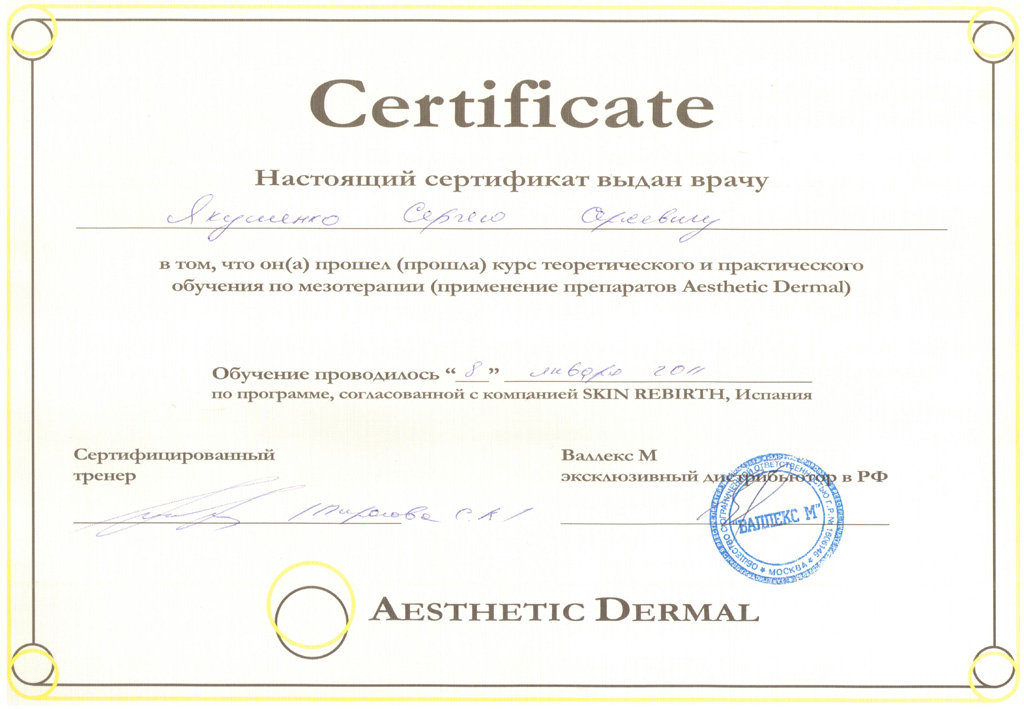 Certificate
Настоящий сертификат выдан врачу
Якушенко Сергею Сергеевичу
в том, что он(а) прошел (прошла) курс теоретического и практического
обучения по мезотерапии (применение препаратов Aesthetic Dermal)
Обучение проводилось “8” января 2011
по программе, согласованной с компанией SKIN REBIRTH, Испания
Сертифицированный
тренер
Валлекс М
эксклюзивный дистрибьютор в РФ
С.А
ОБЩЕСТВО С ОГРАНИЧЕННОЙ ОТВЕТСТВЕННОСТЬЮ
"ВАЛЛЕКС М"
* МОСКВА *
AESTHETIC DERMAL